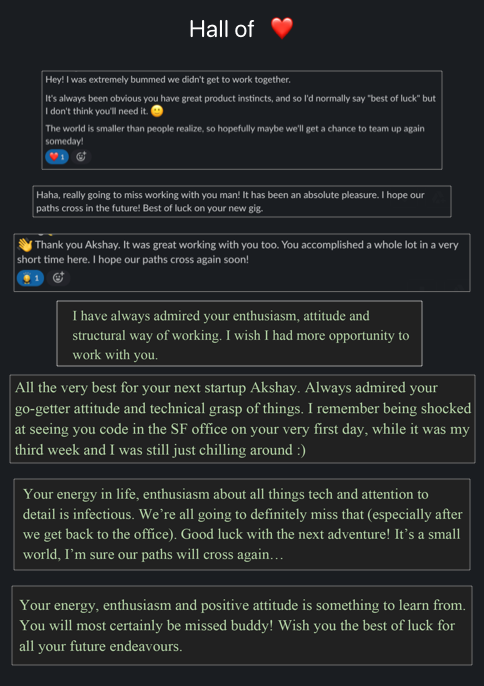 Hall of ❤️
Hey! I was extremely bummed we didn't get to work together.
It's always been obvious you have great product instincts, and so I'd normally say "best of luck" but
I don't think you'll need it. 🙂
The world is smaller than people realize, so hopefully maybe we'll get a chance to team up again
someday!
❤️ 1
Haha, really going to miss working with you man! It has been an absolute pleasure. I hope our
paths cross in the future! Best of luck on your new gig.
👋 Thank you Akshay. It was great working with you too. You accomplished a whole lot in a very
short time here. I hope our paths cross again soon!
1
I have always admired your enthusiasm, attitude and
structural way of working. I wish I had more opportunity to
work with you.
All the very best for your next startup Akshay. Always admired your
go-getter attitude and technical grasp of things. I remember being shocked
at seeing you code in the SF office on your very first day, while it was my
third week and I was still just chilling around :)
Your energy in life, enthusiasm about all things tech and attention to
detail is infectious. We're all going to definitely miss that (especially after
we get back to the office). Good luck with the next adventure! It's a small
world, I'm sure our paths will cross again…
Your energy, enthusiasm and positive attitude is something to learn from.
You will most certainly be missed buddy! Wish you the best of luck for
all your future endeavours.